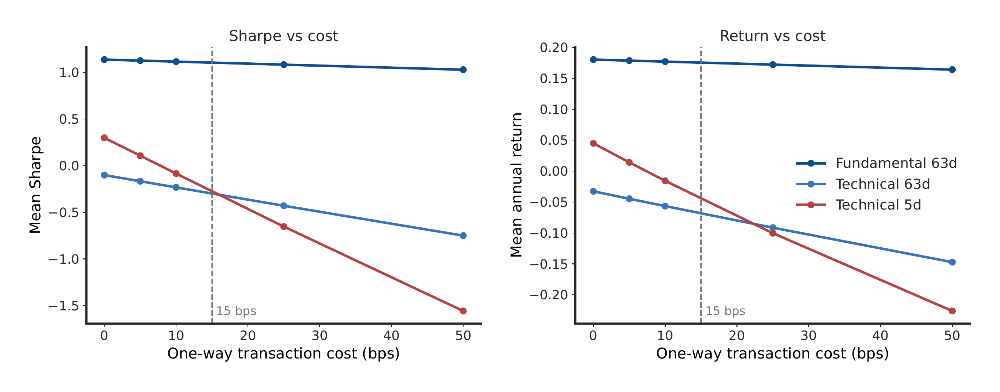 Sharpe vs cost
Mean Sharpe
1.0
0.5
0.0
−0.5
−1.0
−1.5
15 bps
0 10 20 30 40 50
One-way transaction cost (bps)
Return vs cost
Mean annual return
0.20
0.15
0.10
0.05
0.00
−0.05
−0.10
−0.15
−0.20
Fundamental 63d
Technical 63d
Technical 5d
15 bps
0 10 20 30 40 50
One-way transaction cost (bps)